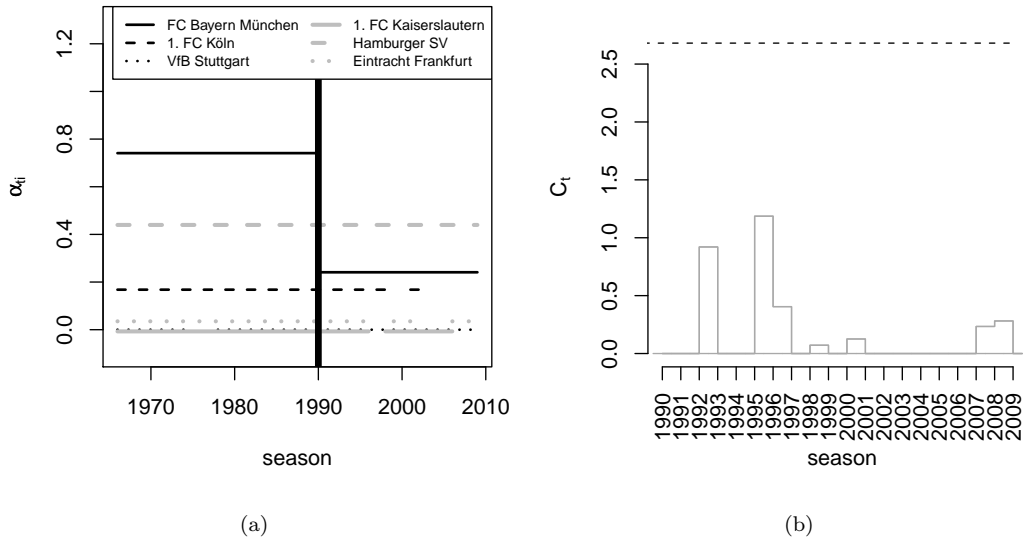 FC Bayern München
1. FC Köln
VfB Stuttgart
1. FC Kaiserslautern
Hamburger SV
Eintracht Frankfurt
αti
1.2
0.8
0.4
0.0
1970 1980 1990 2000 2010
season
(a)
Ct
2.5
2.0
1.5
1.0
0.5
0.0
1990 1991 1992 1993 1994 1995 1996 1997 1998 1999 2000 2001 2002 2003 2004 2005 2006 2007 2008 2009
season
(b)